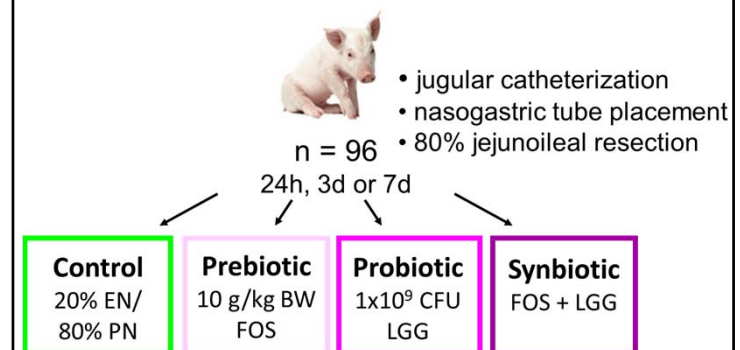 • jugular catheterization
• nasogastric tube placement
• 80% jejunoileal resection
n = 96
24h, 3d or 7d
Control
20% EN/
80% PN
Prebiotic
10 g/kg BW
FOS
Probiotic
1x10⁹ CFU
LGG
Synbiotic
FOS + LGG